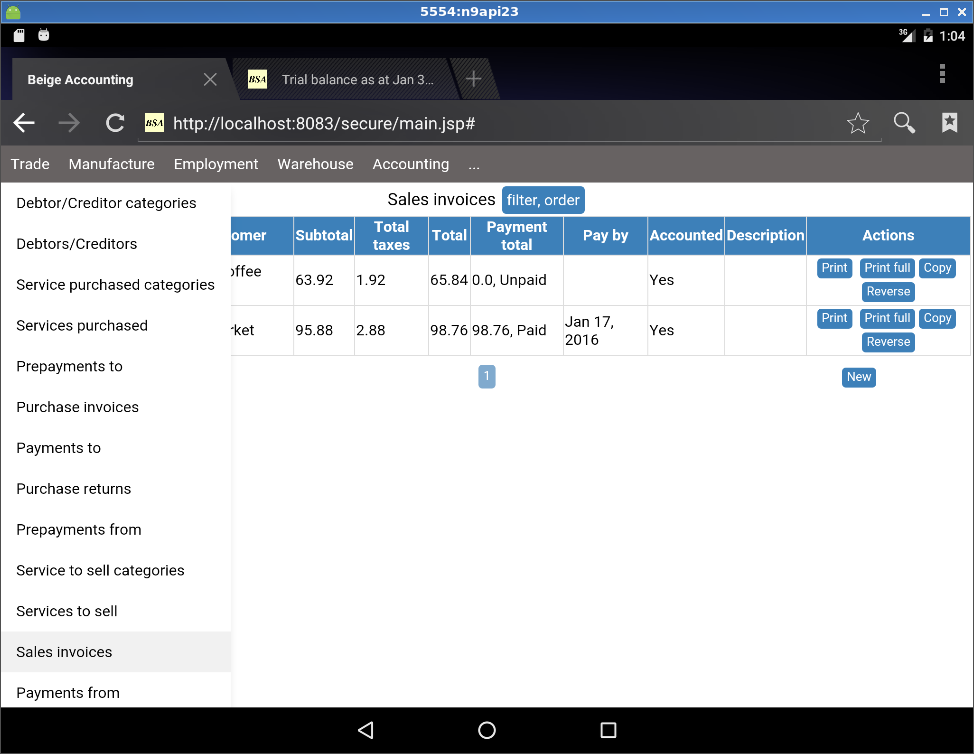 5554:n9api23
3G 1:04
Beige Accounting
BSA Trial balance as at Jan 3...
BSA http://localhost:8083/secure/main.jsp#
Trade Manufacture Employment Warehouse Accounting ...
Debtor/Creditor categories
Debtors/Creditors
Service purchased categories
Services purchased
Prepayments to
Purchase invoices
Payments to
Purchase returns
Prepayments from
Service to sell categories
Services to sell
Sales invoices
Payments from
Sales invoices filter, order
omer Subtotal Total taxes Total Payment total Pay by Accounted Description Actions
offee 63.92 1.92 65.84 0.0, Unpaid Yes Print Print full Copy
Reverse
rket 95.88 2.88 98.76 98.76, Paid Jan 17, 2016 Yes Print Print full Copy
Reverse
1 New